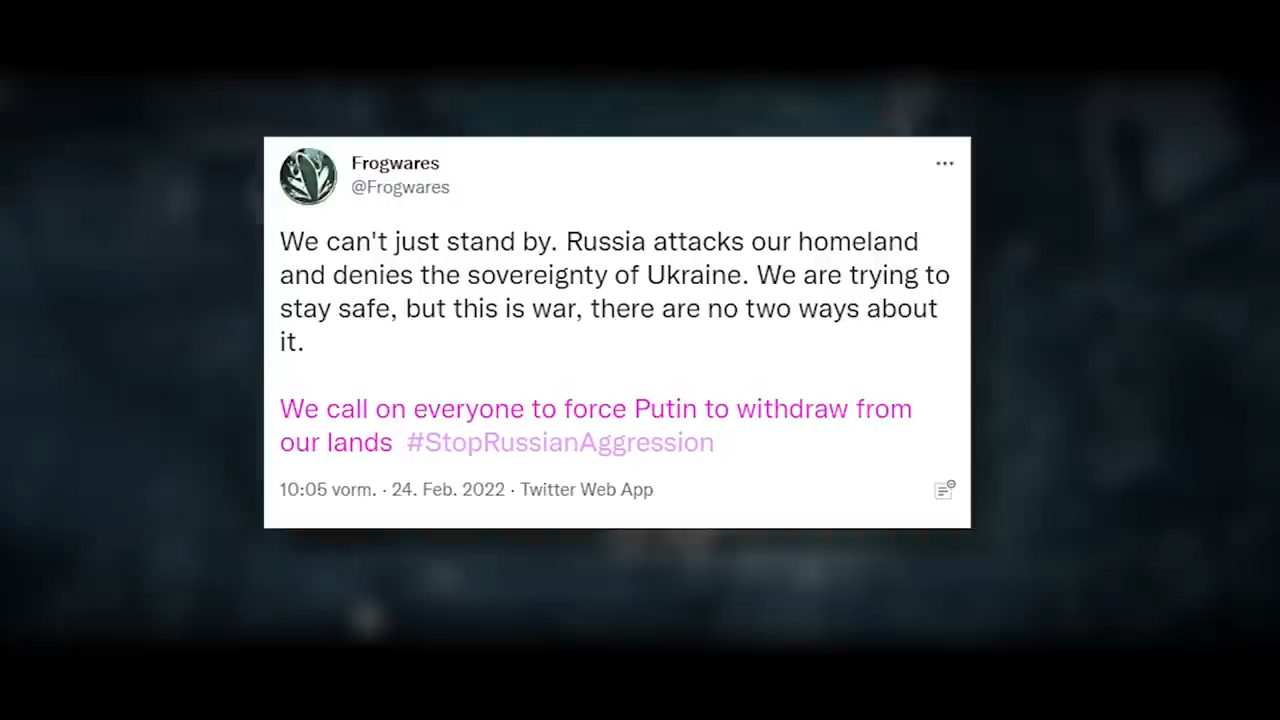 Frogwares
@Frogwares
We can't just stand by. Russia attacks our homeland
and denies the sovereignty of Ukraine. We are trying to
stay safe, but this is war, there are no two ways about
it.
We call on everyone to force Putin to withdraw from
our lands #StopRussianAggression
10:05 vorm. · 24. Feb. 2022 · Twitter Web App